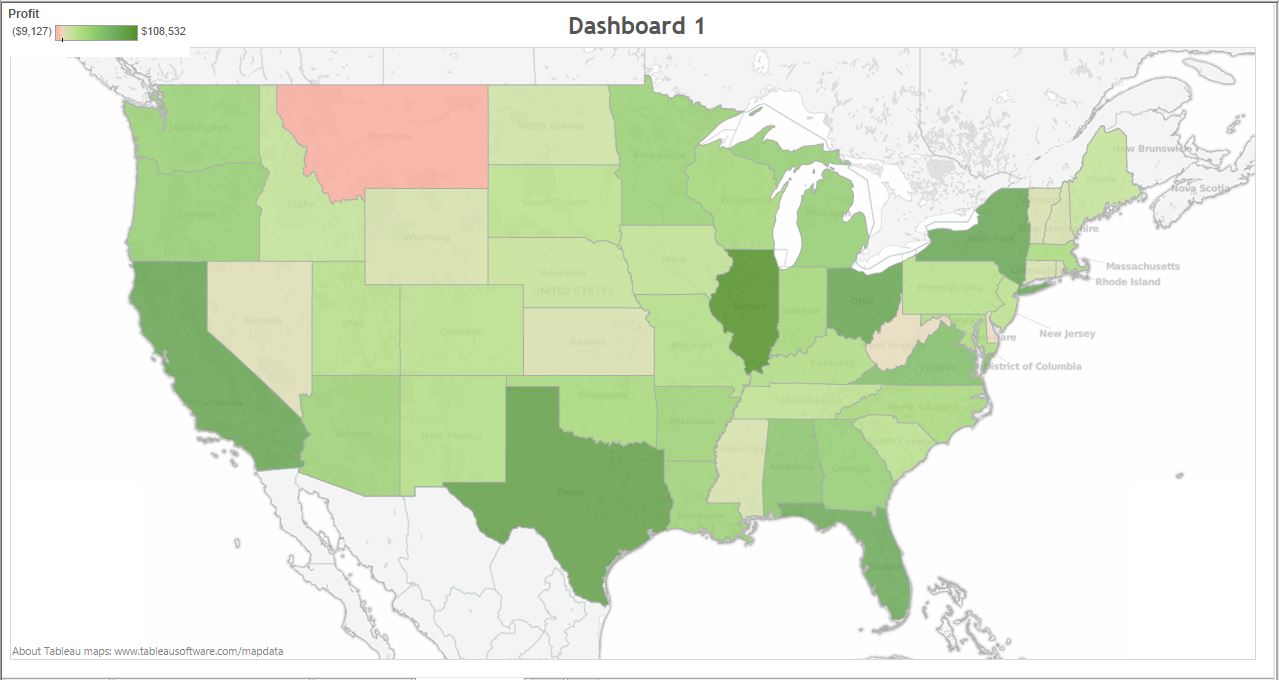 Profit
Dashboard 1
($9,127)
$108,532
Washington
Montana
North Dakota
Minnesota
New Brunswick
Maine
Nova Scotia
Oregon
Idaho
South Dakota
Wisconsin
Michigan
Wyoming
New York
Iowa
Massachusetts
Nebraska
Rhode Island
UNITED STATES
Pennsylvania
Illinois
Ohio
Indiana
Nevada
Utah
Colorado
Kansas
Missouri
New Jersey
Kentucky
Virginia
District of Columbia
California
Oklahoma
Tennessee
North Carolina
Arizona
New Mexico
Arkansas
South Carolina
Mississippi
Alabama
Georgia
Texas
Louisiana
Florida
About Tableau maps: www.tableausoftware.com/mapdata